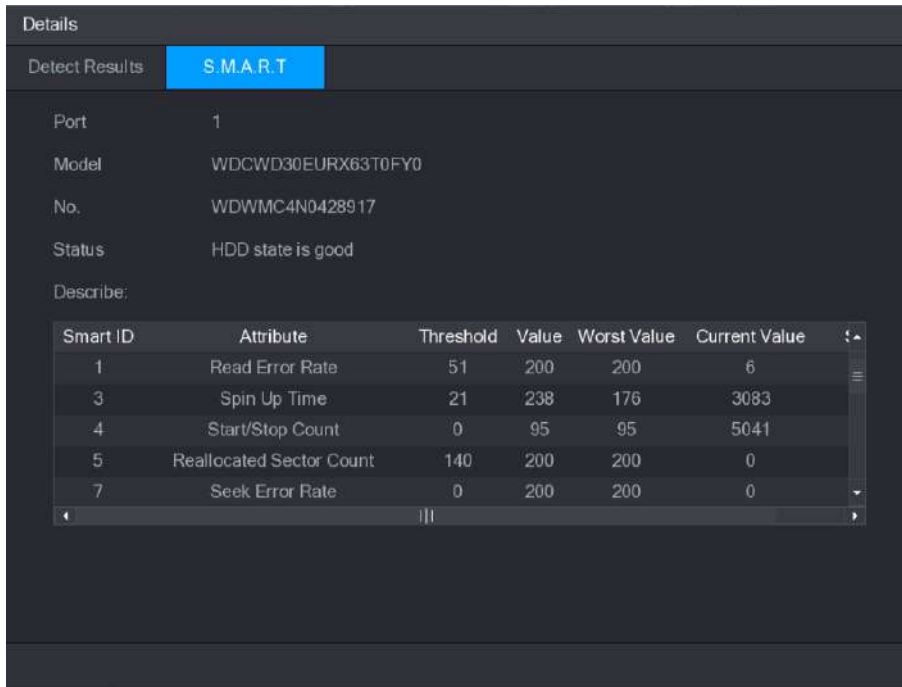 Details
Detect Results S.M.A.R.T
Port 1
Model WDCWD30EURX63T0FY0
No. WDWMC4N0428917
Status HDD state is good
Describe:
Smart ID Attribute Threshold Value Worst Value Current Value
1 Read Error Rate 51 200 200 6
3 Spin Up Time 21 238 176 3083
4 Start/Stop Count 0 95 95 5041
5 Reallocated Sector Count 140 200 200 0
7 Seek Error Rate 0 200 200 0